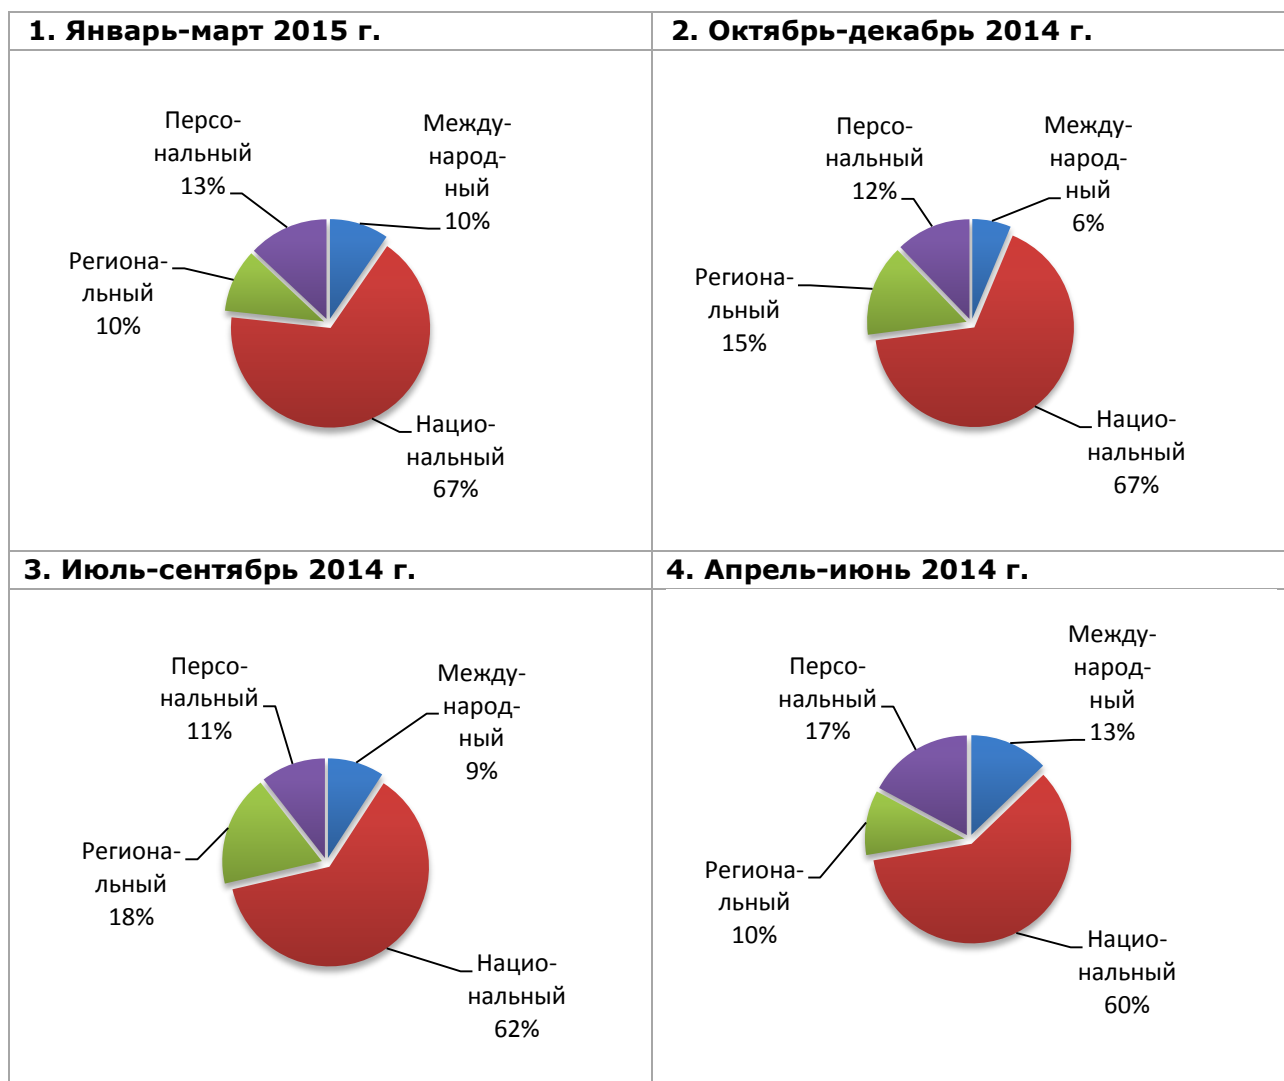 1. Январь-март 2015 г.
2. Октябрь-декабрь 2014 г.
Персо-
нальный
13%
Между-
народ-
ный
10%
Региона-
льный
10%
Нацио-
нальный
67%
Персо-
нальный
12%
Между-
народ-
ный
6%
Региона-
льный
15%
Нацио-
нальный
67%
3. Июль-сентябрь 2014 г.
4. Апрель-июнь 2014 г.
Персо-
нальный
11%
Между-
народ-
ный
9%
Региона-
льный
18%
Нацио-
нальный
62%
Персо-
нальный
17%
Между-
народ-
ный
13%
Региона-
льный
10%
Нацио-
нальный
60%